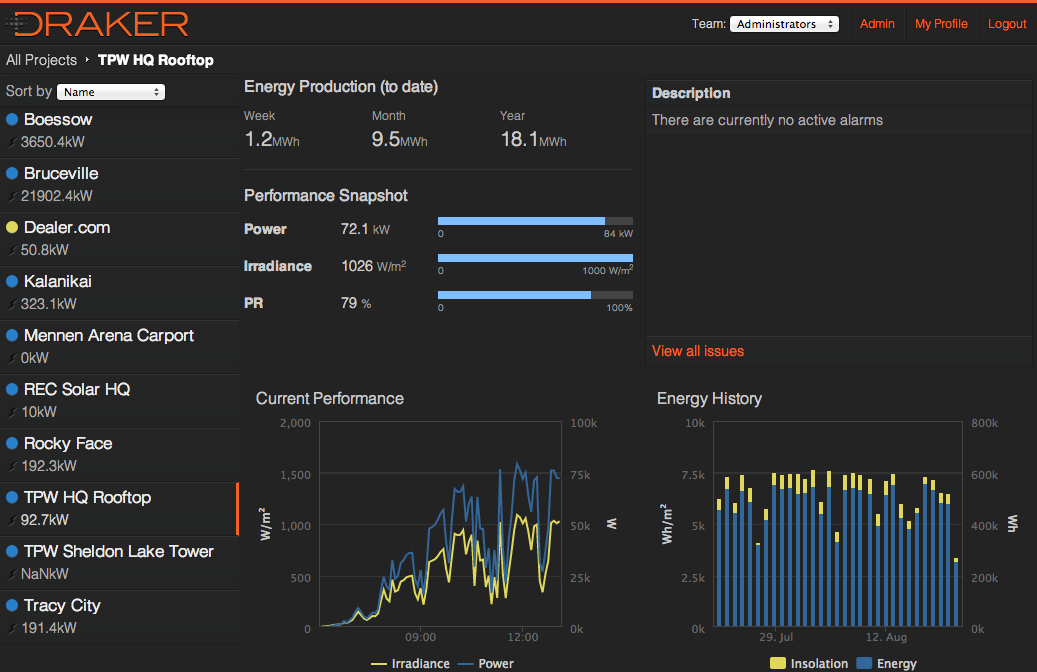 DRAKER
Team: Administrators Admin My Profile Logout
All Projects ‣ TPW HQ Rooftop
Sort by Name
Boessow
3650.4kW
Bruceville
21902.4kW
Dealer.com
50.8kW
Kalanikai
323.1kW
Mennen Arena Carport
0kW
REC Solar HQ
10kW
Rocky Face
192.3kW
TPW HQ Rooftop
92.7kW
TPW Sheldon Lake Tower
NaNkW
Tracy City
191.4kW
Energy Production (to date)
Week Month Year
1.2MWh 9.5MWh 18.1MWh
Performance Snapshot
Power 72.1 kW
0 84 kW
Irradiance 1026 W/m²
0 1000 W/m²
PR 79 %
0 100%
Description
There are currently no active alarms
View all issues
Current Performance
2,000 100k
1,500 75k
1,000 50k
500 25k
0 0k
W/m²
W
09:00 12:00
Irradiance Power
Energy History
10k 800k
7.5k 600k
5k 400k
2.5k 200k
0k 0k
Wh/m²
Wh
29. Jul 12. Aug
Insolation Energy